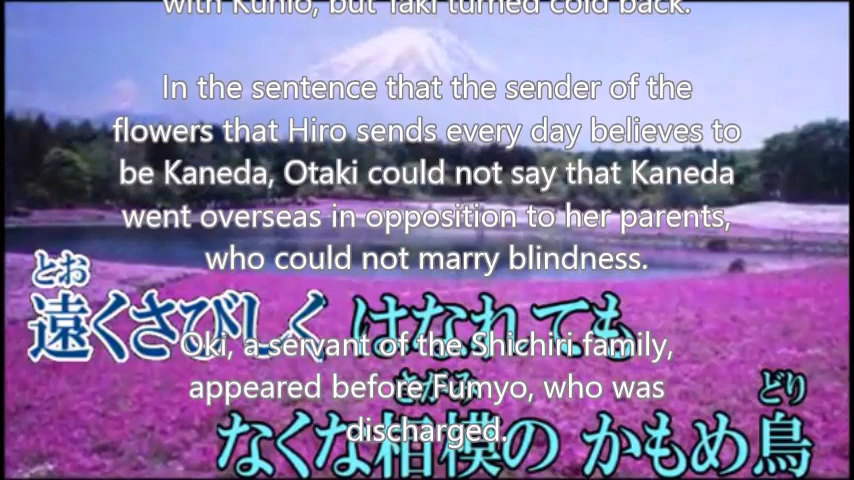 with Kunio, but Taki turned cold back.
In the sentence that the sender of the
flowers that Hiro sends every day believes to
be Kaneda, Otaki could not say that Kaneda
went overseas in opposition to her parents,
who could not marry blindness.
とお
遠くさびしく はなれても
Oki, a servant of the Shichiri family,
appeared before Fumyo, who was
さがみ どり
discharged.
なくな相模の かもめ鳥